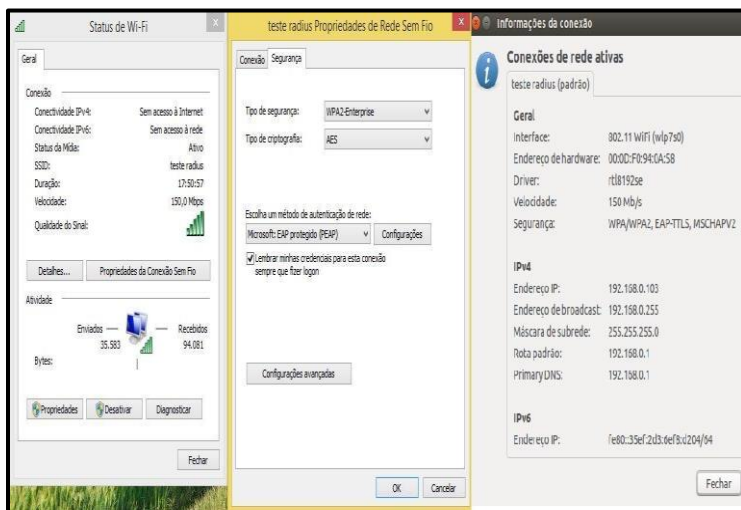 Status de Wi-Fi
Geral
Conexão
Conectividade IPv4: Sem acesso à Internet
Conectividade IPv6: Sem acesso à rede
Status da Mídia: Ativo
SSID: teste radius
Duração: 17:50:57
Velocidade: 150,0 Mbps
Qualidade do Sinal:
Detalhes... Propriedades da Conexão Sem Fio
Atividade
Enviados — — Recebidos
Bytes: 35.583 94.081
Propriedades Desativar Diagnosticar
Fechar
teste radius Propriedades de Rede Sem Fio
Conexão Segurança
Tipo de segurança: WPA2-Enterprise
Tipo de criptografia: AES
Escolha um método de autenticação de rede:
Microsoft: EAP protegido (PEAP) Configurações
Lembrar minhas credenciais para esta conexão
sempre que fizer logon
Configurações avançadas
OK Cancelar
Informações da conexão
Conexões de rede ativas
teste radius (padrão)
Geral
Interface: 802.11 WiFi (wlp7s0)
Endereço de hardware: 00:0D:F0:94:0A:58
Driver: rtl8192se
Velocidade: 150 Mb/s
Segurança: WPA/WPA2, EAP-TTLS, MSCHAPV2
IPv4
Endereço IP: 192.168.0.103
Endereço de broadcast: 192.168.0.255
Máscara de subrede: 255.255.255.0
Rota padrão: 192.168.0.1
Primary DNS: 192.168.0.1
IPv6
Endereço IP: fe80::35ef:2d3:6ef8:d204/64
Fechar